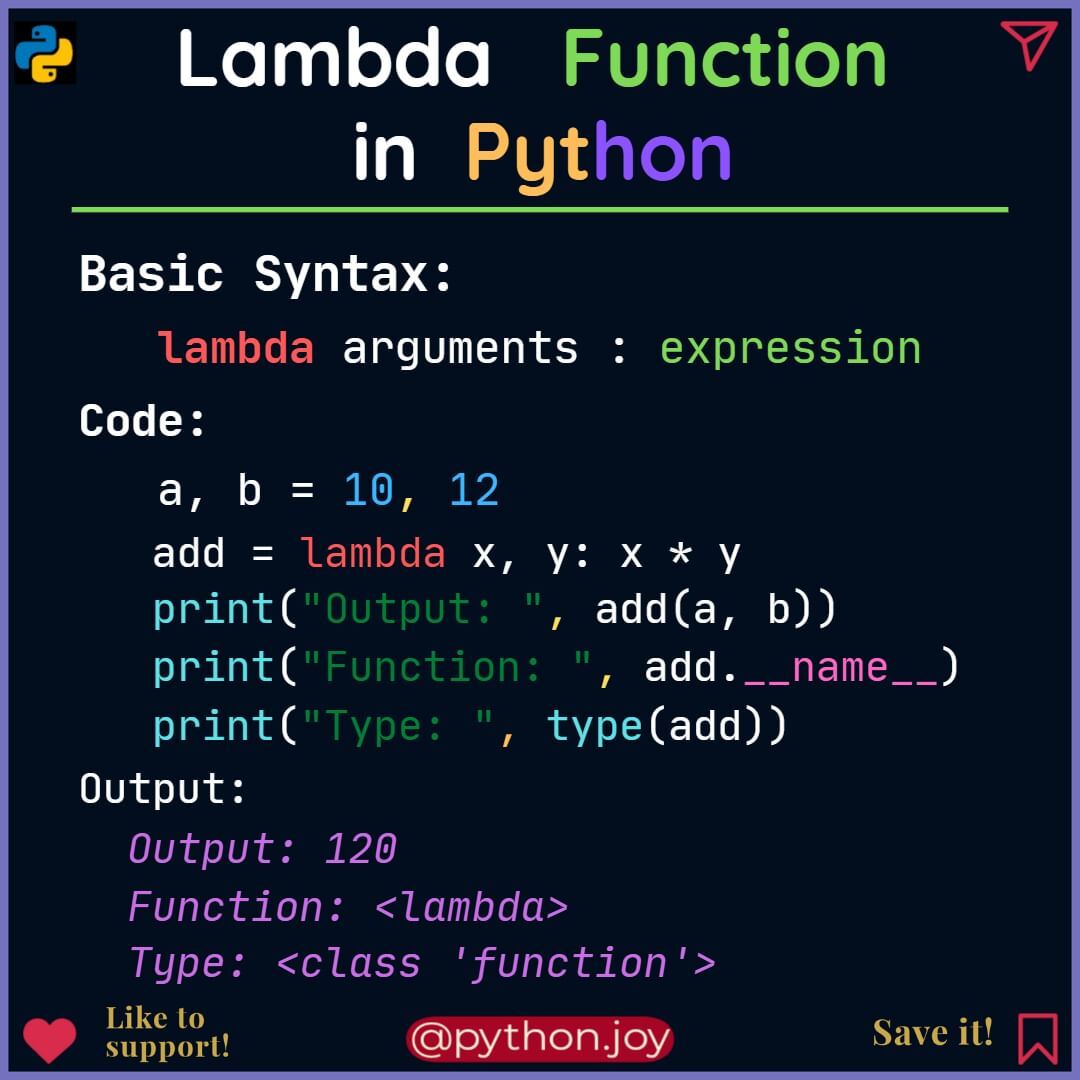 Lambda Function
in Python
Basic Syntax:
lambda arguments : expression
Code:
a, b = 10, 12
add = lambda x, y: x * y
print("Output: ", add(a, b))
print("Function: ", add.__name__)
print("Type: ", type(add))
Output:
Output: 120
Function: <lambda>
Type: <class 'function'>
Like to
support!
@python.joy
Save it!